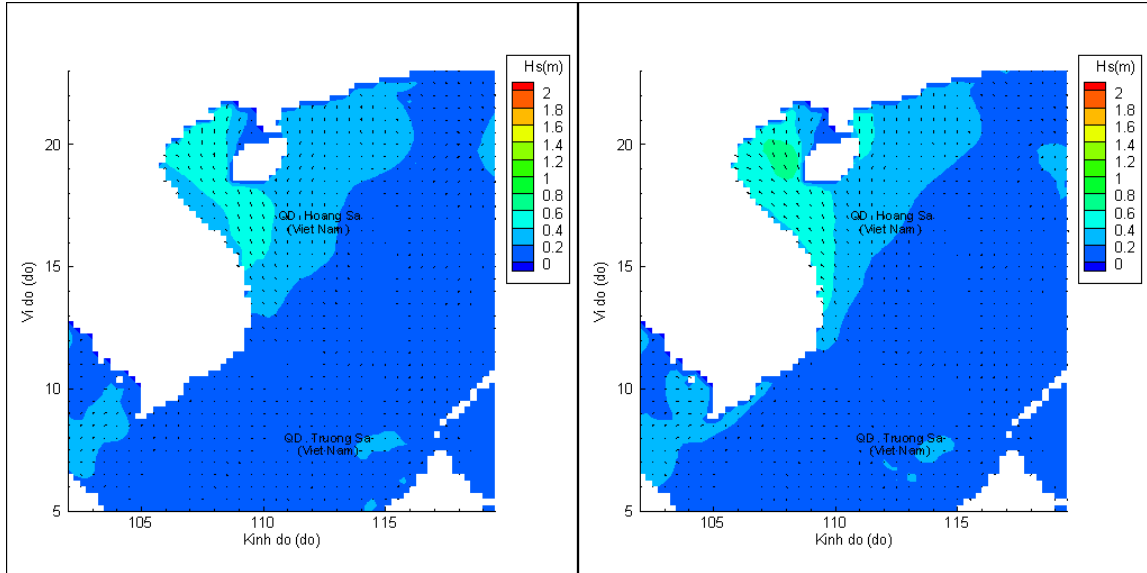 Hs(m)
2
1.8
1.6
1.4
1.2
1
0.8
0.6
0.4
0.2
0
20
15
10
5
Vi do (do)
QD . Hoang Sa
(Viet Nam)
QD . Truong Sa
(Viet Nam)
105
110
115
Kinh do (do)
Hs(m)
2
1.8
1.6
1.4
1.2
1
0.8
0.6
0.4
0.2
0
20
15
10
5
Vi do (do)
QD . Hoang Sa
(Viet Nam)
QD . Truong Sa
(Viet Nam)
105
110
115
Kinh do (do)